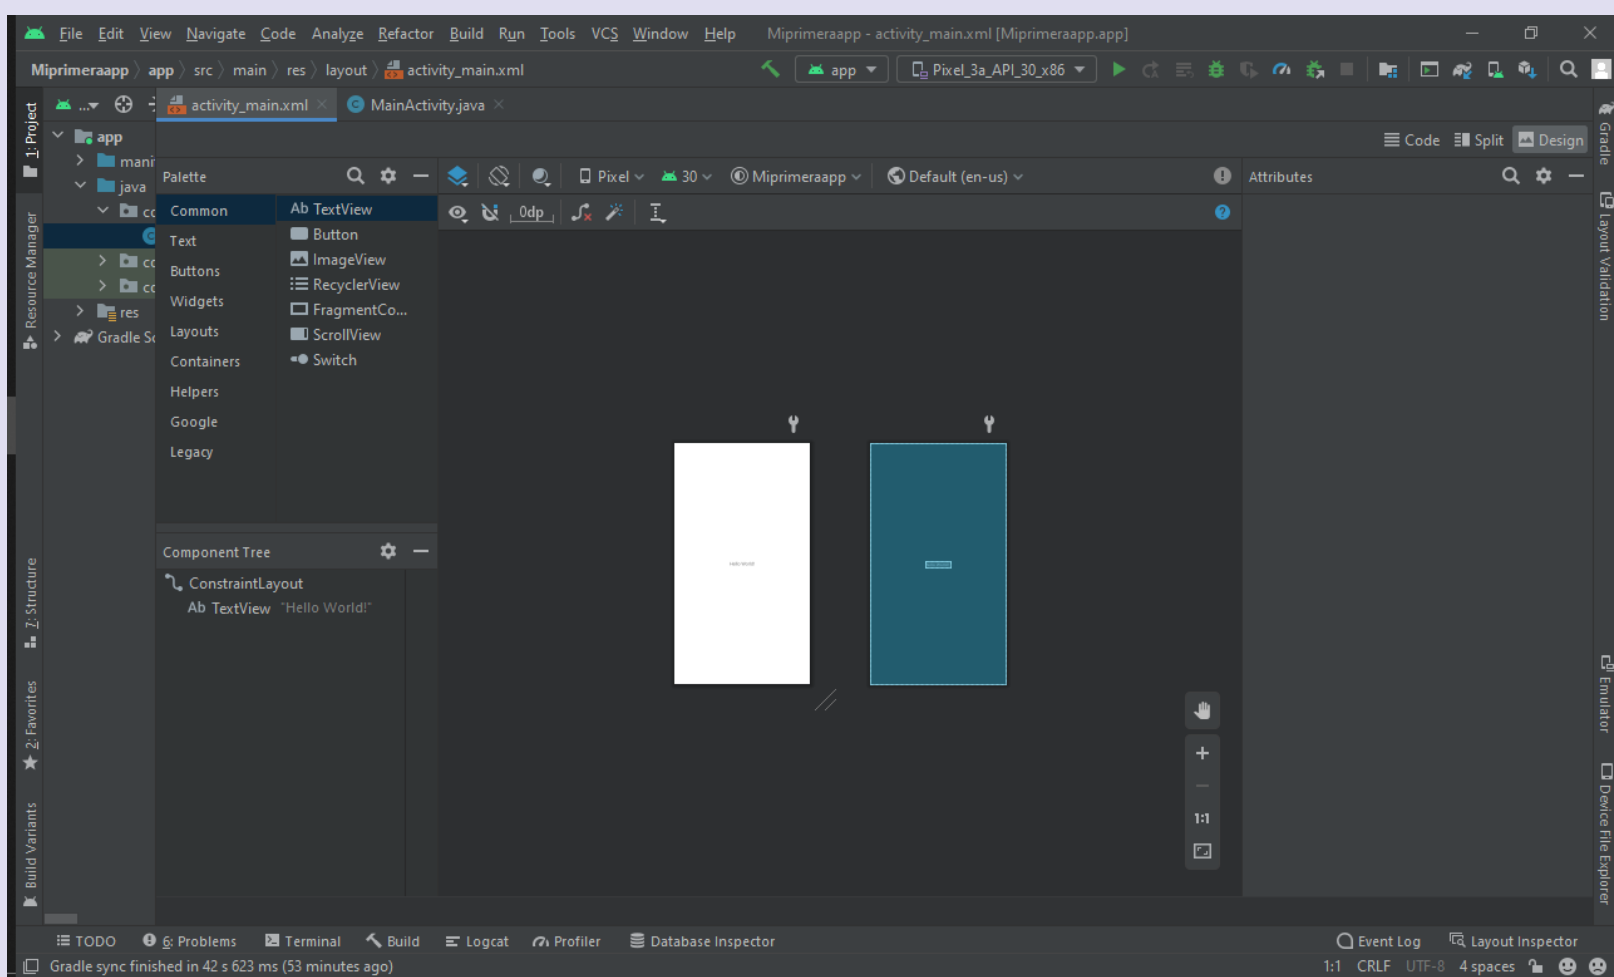 File Edit View Navigate Code Analyze Refactor Build Run Tools VCS Window Help Miprimeraapp - activity_main.xml [Miprimeraapp.app]
Miprimeraapp app src main res layout activity_main.xml app Pixel_3a_API_30_x86
... activity_main.xml MainActivity.java
1: Project
Resource Manager
7: Structure
2: Favorites
Build Variants
app
mani
java
co
co
co
res
Gradle Sc
Code Split Design
Palette
Common
Text
Buttons
Widgets
Layouts
Containers
Helpers
Google
Legacy
Ab TextView
Button
ImageView
RecyclerView
FragmentCo...
ScrollView
Switch
Pixel 30 Miprimeraapp Default (en-us)
0dp
Attributes
Component Tree
ConstraintLayout
Ab TextView "Hello World!"
Hello World!
1:1
Gradle
Layout Validation
Emulator
Device File Explorer
TODO 6: Problems Terminal Build Logcat Profiler Database Inspector Event Log Layout Inspector
Gradle sync finished in 42 s 623 ms (53 minutes ago) 1:1 CRLF UTF-8 4 spaces